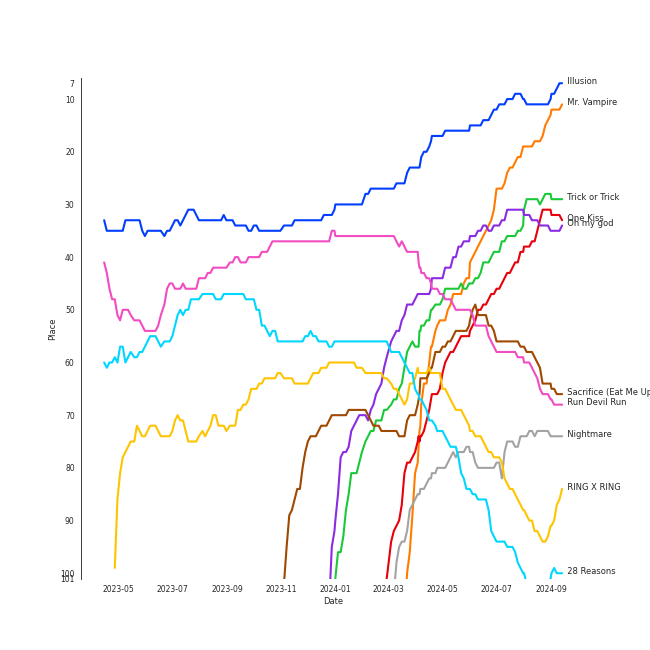 7
10
20
30
40
50
60
70
80
90
100
101
Place
Illusion
Mr. Vampire
Trick or Trick
One Kiss
Oh my god
Sacrifice (Eat Me Up
Run Devil Run
Nightmare
RING X RING
28 Reasons
2023-05
2023-07
2023-09
2023-11
2024-01
2024-03
2024-05
2024-07
2024-09
Date